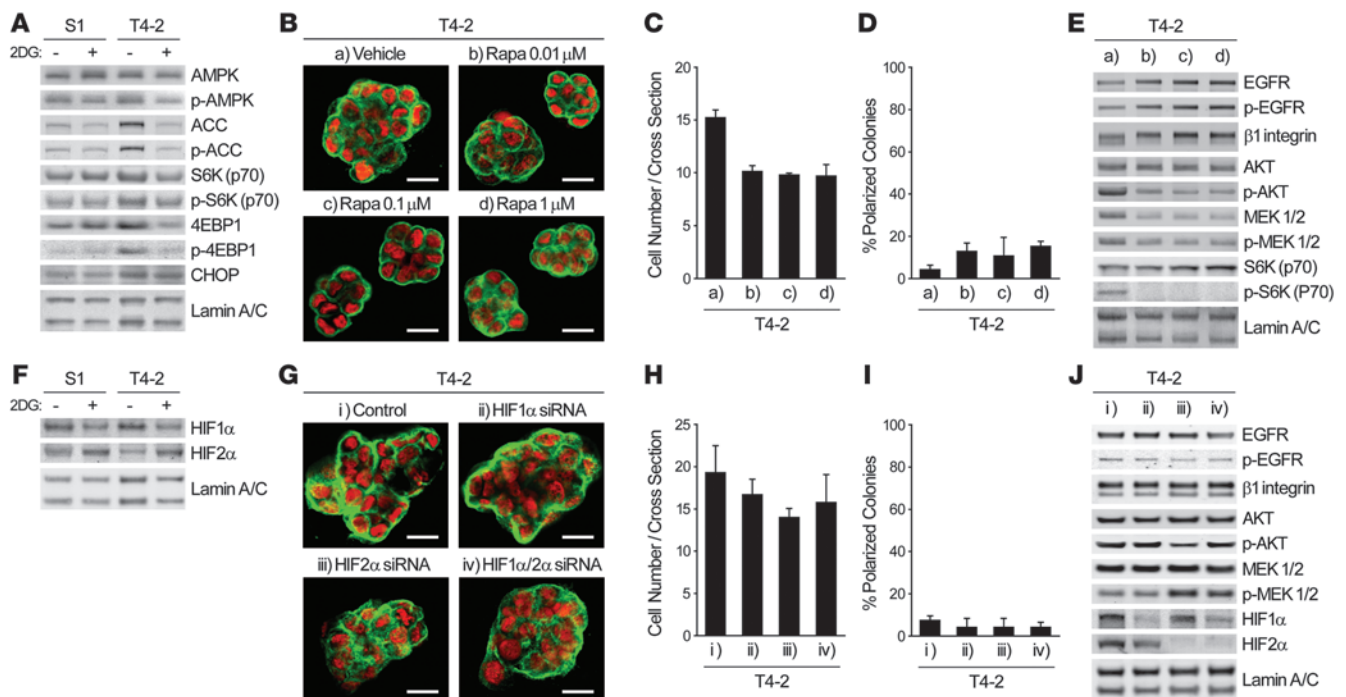 A
S1 T4-2
2DG: - + - +
AMPK
p-AMPK
ACC
p-ACC
S6K (p70)
p-S6K (p70)
4EBP1
p-4EBP1
CHOP
Lamin A/C
B
T4-2
a) Vehicle b) Rapa 0.01 µM
c) Rapa 0.1 µM d) Rapa 1 µM
C
Cell Number / Cross Section
20
15
10
5
0
a) b) c) d)
T4-2
D
% Polarized Colonies
100
80
60
40
20
0
a) b) c) d)
T4-2
E
T4-2
a) b) c) d)
EGFR
p-EGFR
β1 integrin
AKT
p-AKT
MEK 1/2
p-MEK 1/2
S6K (p70)
p-S6K (P70)
Lamin A/C
F
S1 T4-2
2DG: - + - +
HIF1α
HIF2α
Lamin A/C
G
T4-2
i ) Control ii) HIF1α siRNA
iii) HIF2α siRNA iv) HIF1α/2α siRNA
H
Cell Number / Cross Section
25
20
15
10
5
0
i ) ii) iii) iv)
T4-2
I
% Polarized Colonies
100
80
60
40
20
0
i ) ii) iii) iv)
T4-2
J
T4-2
i ) ii) iii) iv)
EGFR
p-EGFR
β1 integrin
AKT
p-AKT
MEK 1/2
p-MEK 1/2
HIF1α
HIF2α
Lamin A/C